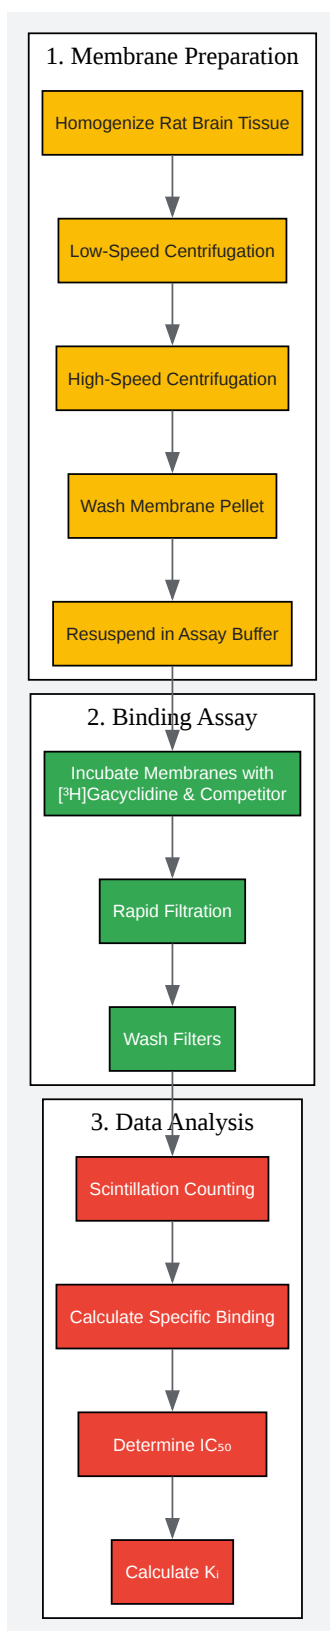 1. Membrane Preparation
Homogenize Rat Brain Tissue
Low-Speed Centrifugation
High-Speed Centrifugation
Wash Membrane Pellet
Resuspend in Assay Buffer
2. Binding Assay
Incubate Membranes with
[³H]Gacyclidine & Competitor
Rapid Filtration
Wash Filters
3. Data Analysis
Scintillation Counting
Calculate Specific Binding
Determine IC₅₀
Calculate Kᵢ